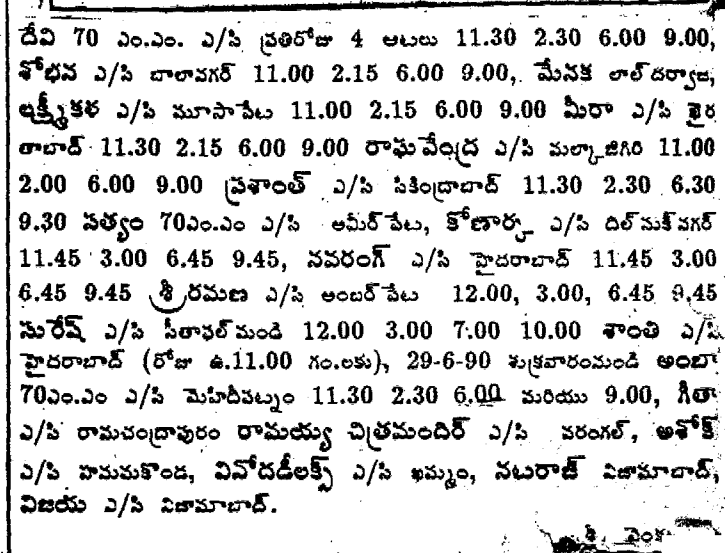 దేవి 70 ఎం.ఎం. ఎ/సి ప్రతిరోజు 4 ఆటలు 11.30 2.30 6.00 9.00,
శోభన ఎ/సి బాలానగర్ 11.00 2.15 6.00 9.00, మేనక లాల్‌దర్వాజ,
లక్ష్మీకళ ఎ/సి మూసాపేట 11.00 2.15 6.00 9.00 మీరా ఎ/సి ఖైర
తాబాద్ 11.30 2.15 6.00 9.00 రాఘవేంద్ర ఎ/సి మల్కాజిగిరి 11.00
2.00 6.00 9.00 ప్రశాంత్ ఎ/సి సికింద్రాబాద్ 11.30 2.30 6.30
9.30 సత్యం 70ఎం.ఎం ఎ/సి అమీర్‌పేట, కోణార్క ఎ/సి దిల్‌సుక్‌నగర్
11.45 3.00 6.45 9.45, నవరంగ్ ఎ/సి హైదరాబాద్ 11.45 3.00
6.45 9.45 శ్రీరమణ ఎ/సి అంబర్‌పేట 12.00, 3.00, 6.45 9.45
సురేష్ ఎ/సి సీతాఫల్‌మండి 12.00 3.00 7.00 10.00 శాంతి ఎ/సి
హైదరాబాద్ (రోజు ఉ.11.00 గం.లకు), 29-6-90 శుక్రవారంనుండి అంబా
70ఎం.ఎం ఎ/సి మెహిదీపట్నం 11.30 2.30 6.00 మరియు 9.00, గీతా
ఎ/సి రామచంద్రాపురం రామయ్య చిత్రమందిర్ ఎ/సి వరంగల్, అశోక్
ఎ/సి హనుమకొండ, వినోదడీలక్స్ ఎ/సి ఖమ్మం, నటరాజ్ నిజామాబాద్,
విజయ ఎ/సి నిజామాబాద్.
శ్రీ వెంక